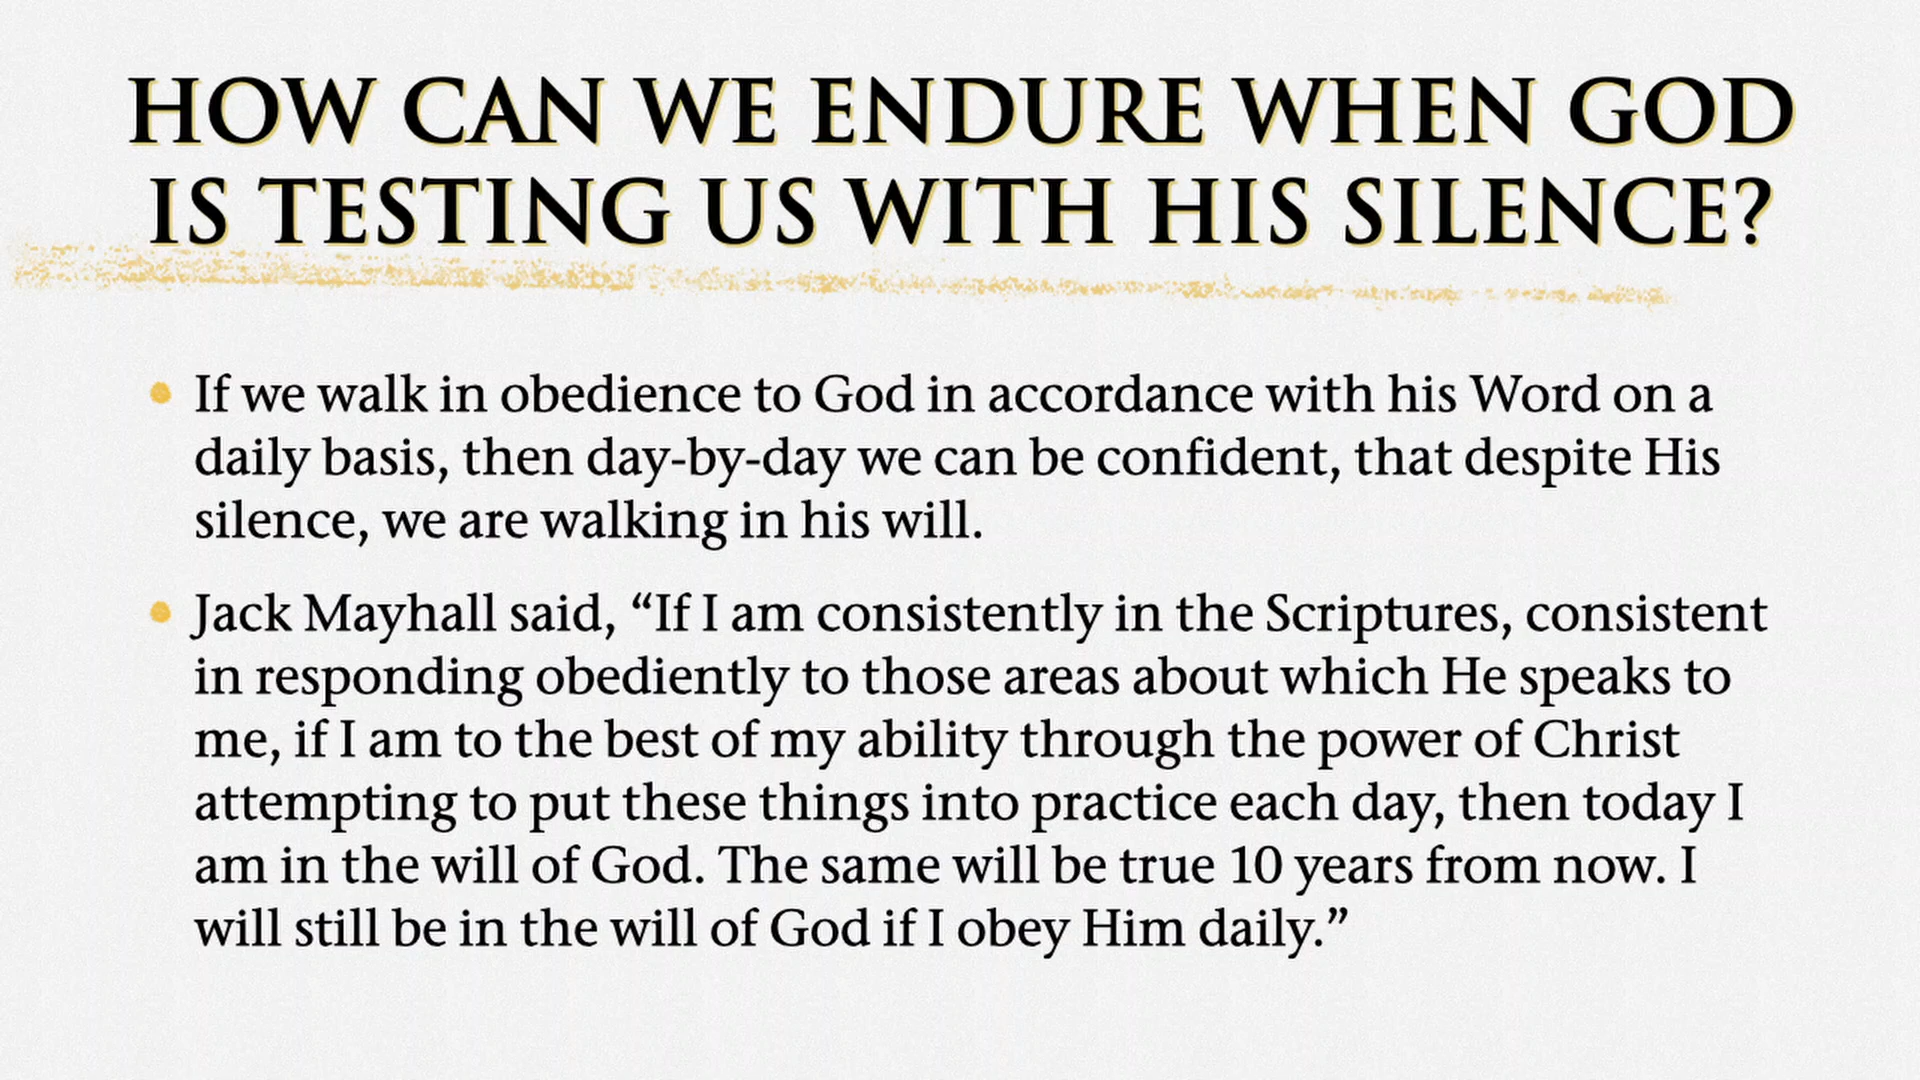 HOW CAN WE ENDURE WHEN GOD
IS TESTING US WITH HIS SILENCE?
If we walk in obedience to God in accordance with his Word on a
daily basis, then day-by-day we can be confident, that despite His
silence, we are walking in his will.
Jack Mayhall said, “If I am consistently in the Scriptures, consistent
in responding obediently to those areas about which He speaks to
me, if I am to the best of my ability through the power of Christ
attempting to put these things into practice each day, then today I
am in the will of God. The same will be true 10 years from now. I
will still be in the will of God if I obey Him daily.”